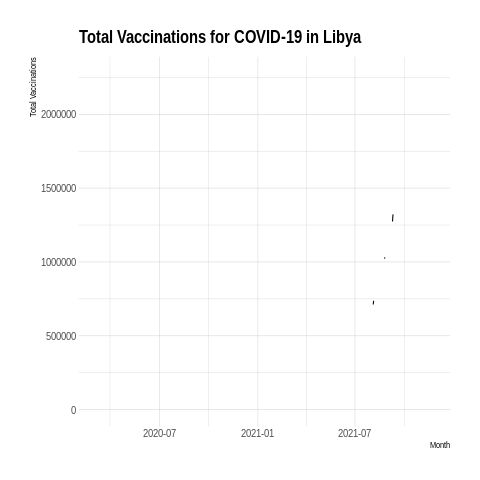 Total Vaccinations for COVID-19 in Libya
Total Vaccinations
2000000
1500000
1000000
500000
0
2020-07 2021-01 2021-07
Month